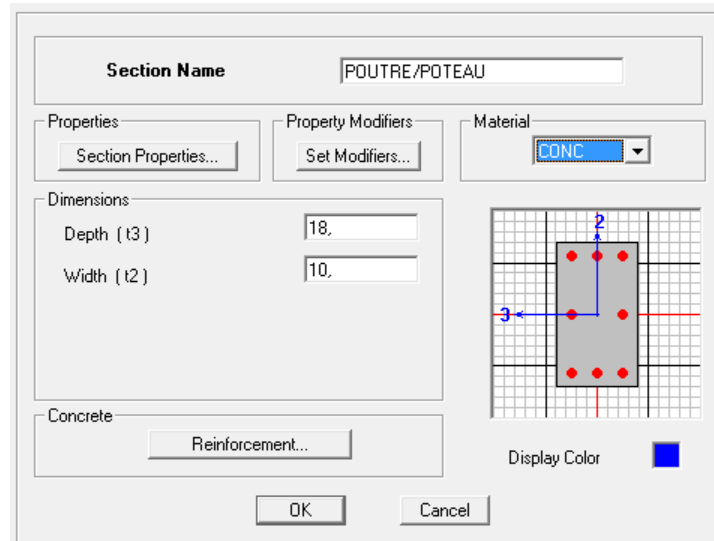 Section Name POUTRE/POTEAU
Properties Property Modifiers Material
Section Properties... Set Modifiers... CONC
Dimensions
Depth ( t3 ) 18,
Width ( t2 ) 10,
2
3
Concrete
Reinforcement...
Display Color
OK Cancel